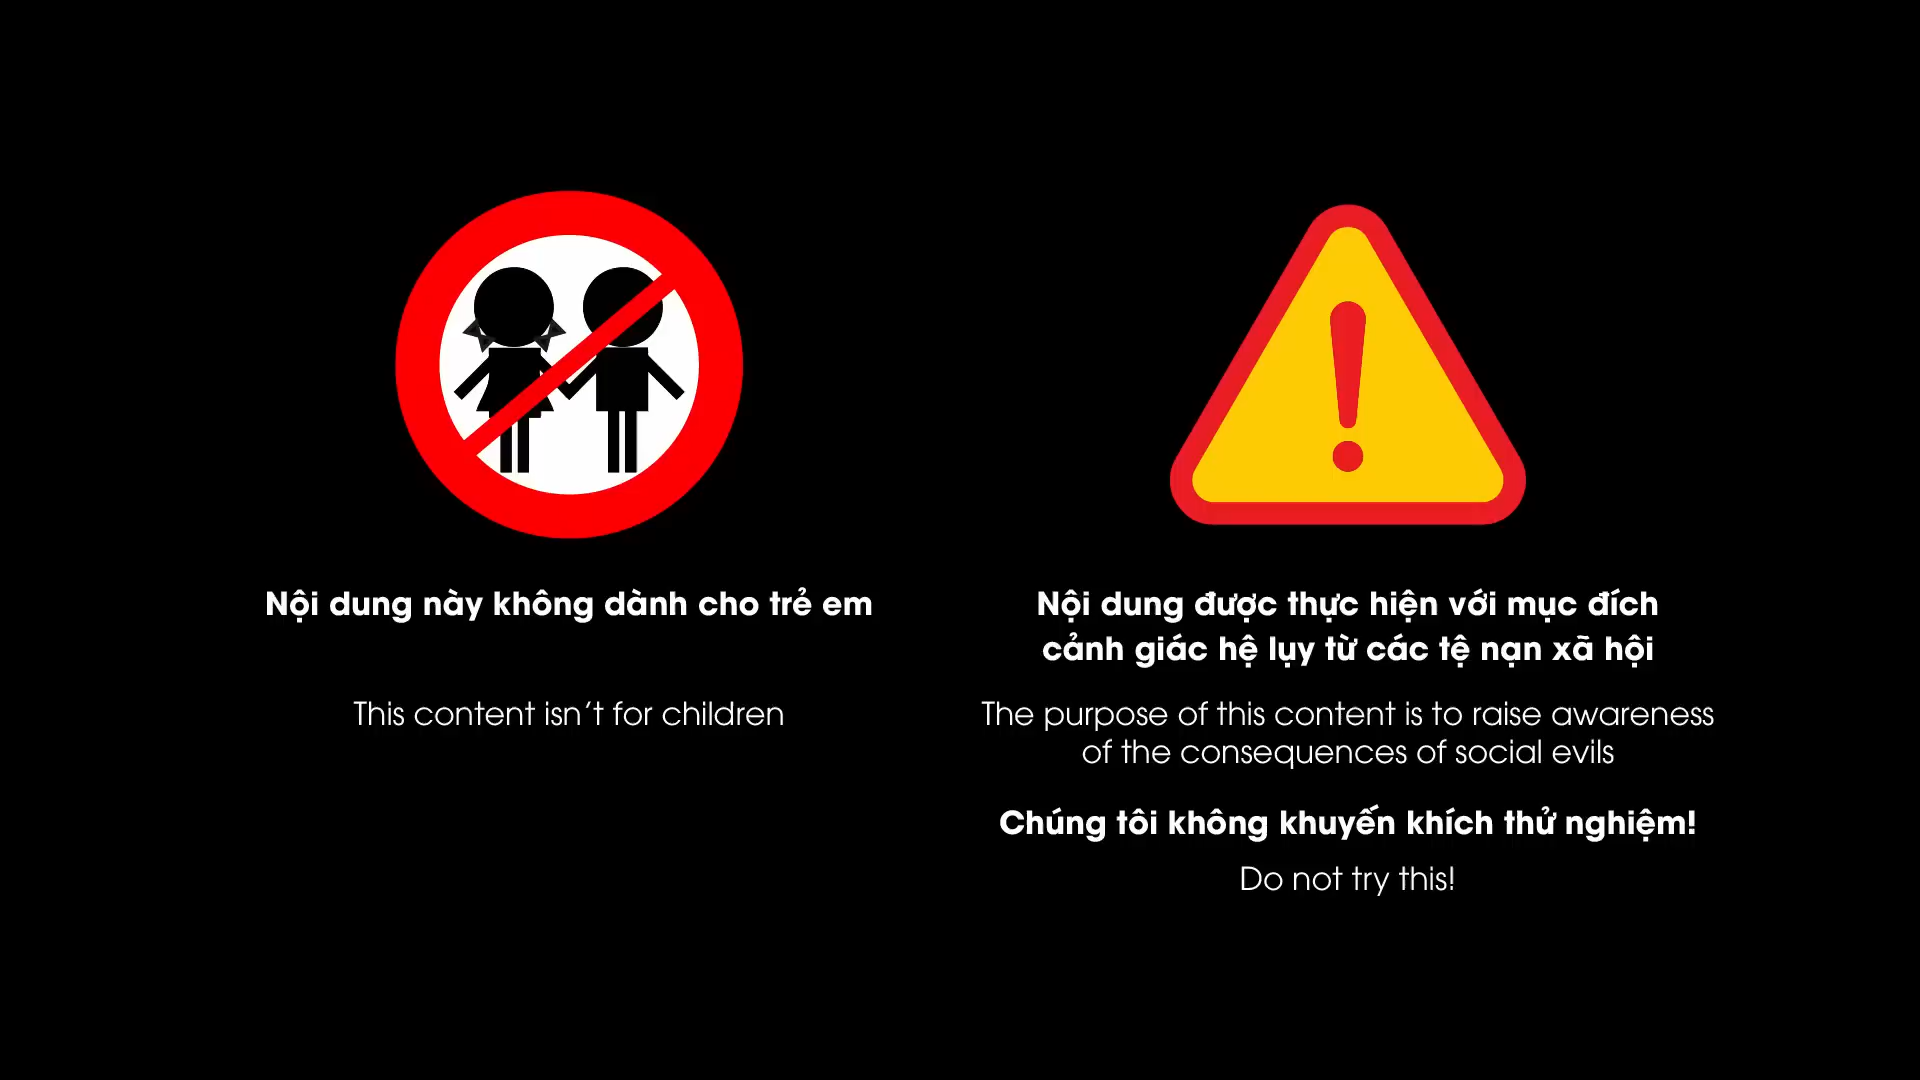 Nội dung này không dành cho trẻ em
This content isn’t for children
Nội dung được thực hiện với mục đích
cảnh giác hệ lụy từ các tệ nạn xã hội
The purpose of this content is to raise awareness
of the consequences of social evils
Chúng tôi không khuyến khích thử nghiệm!
Do not try this!